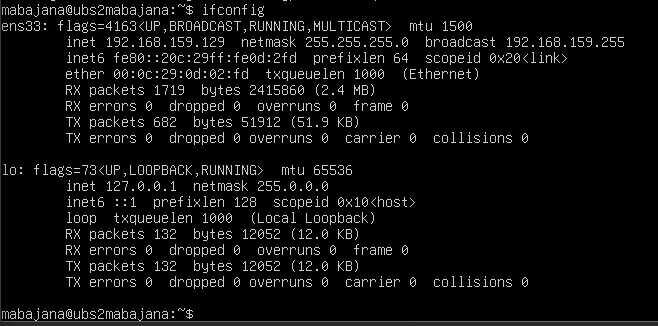 mabajana@ubs2mabajana:~$ ifconfig
ens33: flags=4163<UP,BROADCAST,RUNNING,MULTICAST>  mtu 1500
        inet 192.168.159.129  netmask 255.255.255.0  broadcast 192.168.159.255
        inet6 fe80::20c:29ff:fe0d:2fd  prefixlen 64  scopeid 0x20<link>
        ether 00:0c:29:0d:02:fd  txqueuelen 1000  (Ethernet)
        RX packets 1719  bytes 2415860 (2.4 MB)
        RX errors 0  dropped 0  overruns 0  frame 0
        TX packets 682  bytes 51912 (51.9 KB)
        TX errors 0  dropped 0 overruns 0  carrier 0  collisions 0

lo: flags=73<UP,LOOPBACK,RUNNING>  mtu 65536
        inet 127.0.0.1  netmask 255.0.0.0
        inet6 ::1  prefixlen 128  scopeid 0x10<host>
        loop  txqueuelen 1000  (Local Loopback)
        RX packets 132  bytes 12052 (12.0 KB)
        RX errors 0  dropped 0  overruns 0  frame 0
        TX packets 132  bytes 12052 (12.0 KB)
        TX errors 0  dropped 0 overruns 0  carrier 0  collisions 0

mabajana@ubs2mabajana:~$